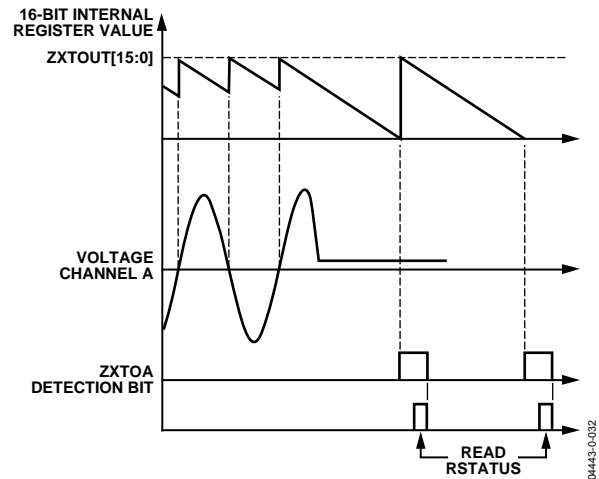 16-BIT INTERNAL
REGISTER VALUE
ZXTOUT[15:0]
VOLTAGE
CHANNEL A
ZXTOA
DETECTION BIT
READ
RSTATUS
04443-0-032